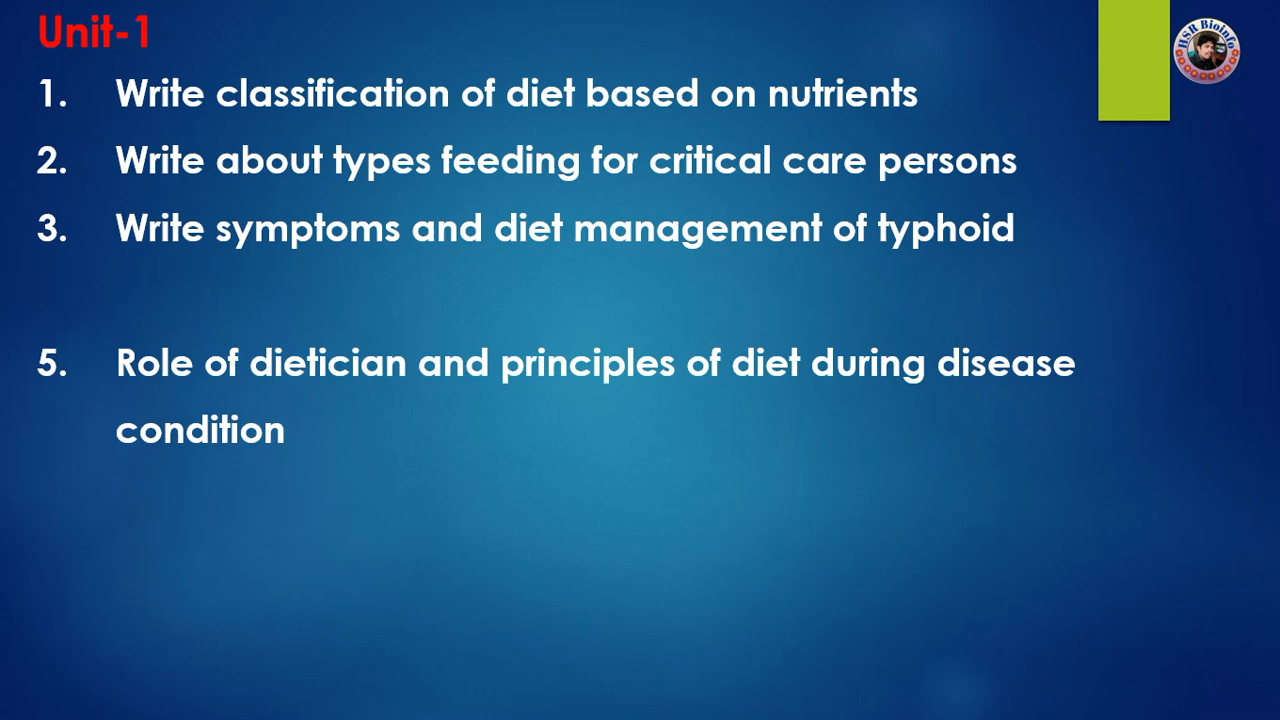 Unit-1
HSR Bioinfo
1. Write classification of diet based on nutrients
2. Write about types feeding for critical care persons
3. Write symptoms and diet management of typhoid
5. Role of dietician and principles of diet during disease
condition